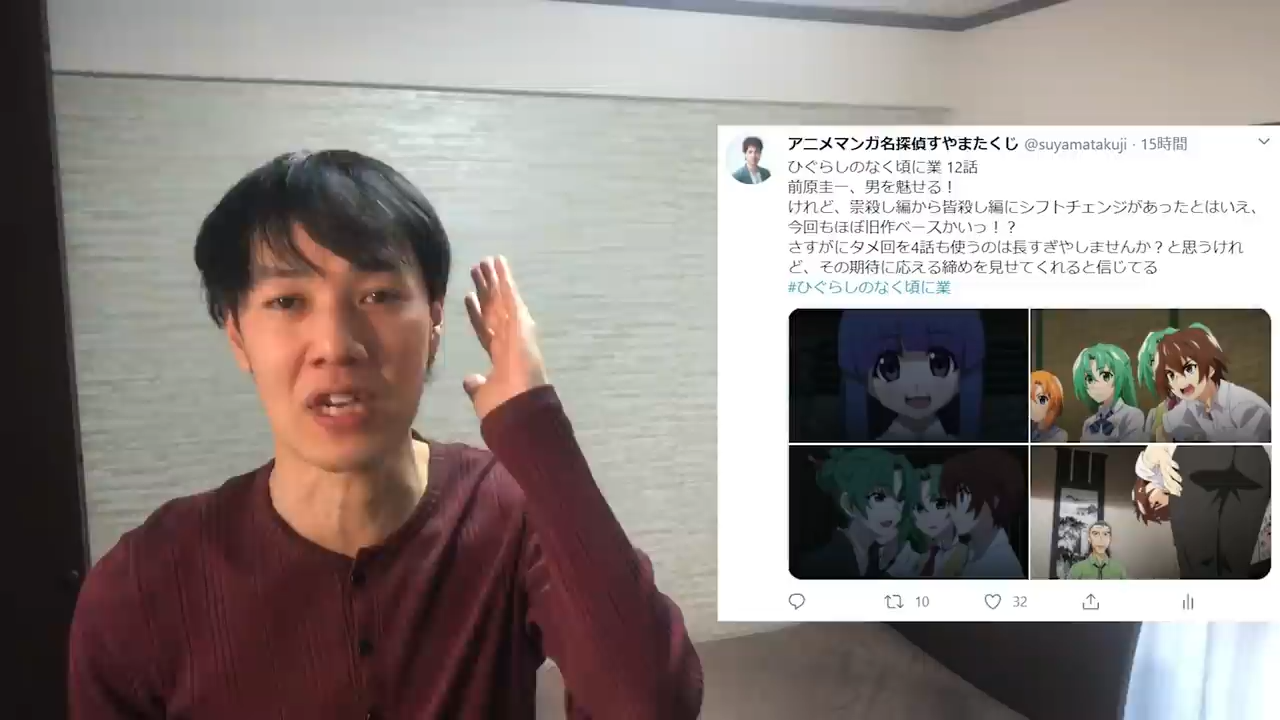 アニメマンガ名探偵すやまたくじ @suyamatakuji · 15時間
ひぐらしのなく頃に業 12話
前原圭一、男を魅せる！
けれど、祟殺し編から皆殺し編にシフトチェンジがあったとはいえ、
今回もほぼ旧作ベースかいっ！？
さすがにタメ回を4話も使うのは長すぎやしませんか？と思うけれ
ど、その期待に応える締めを見せてくれると信じてる
#ひぐらしのなく頃に業
10
32